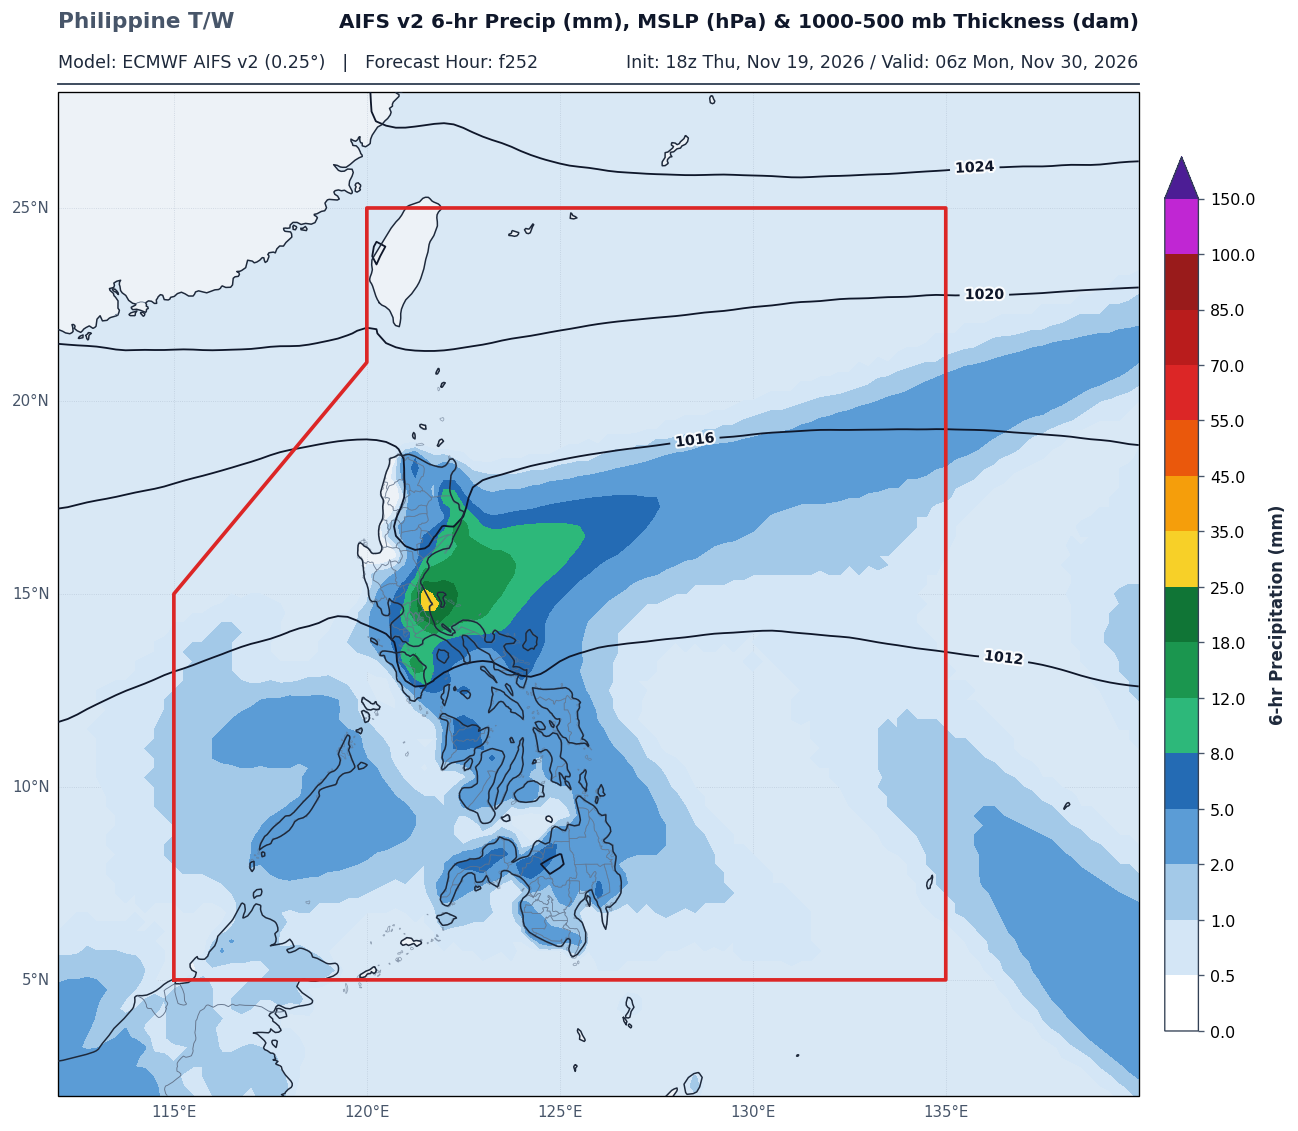 Philippine T/W
AIFS v2 6-hr Precip (mm), MSLP (hPa) & 1000-500 mb Thickness (dam)
Model: ECMWF AIFS v2 (0.25°) | Forecast Hour: f252
Init: 18z Thu, Nov 19, 2026 / Valid: 06z Mon, Nov 30, 2026
1024
1020
1016
1012
25°N
20°N
15°N
10°N
5°N
115°E
120°E
125°E
130°E
135°E
150.0
100.0
85.0
70.0
55.0
45.0
35.0
25.0
18.0
12.0
8.0
5.0
2.0
1.0
0.5
0.0
6-hr Precipitation (mm)